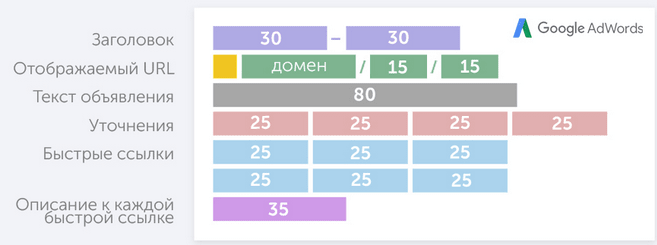 Google AdWords
Заголовок 30 – 30
Отображаемый URL домен / 15 / 15
Текст объявления 80
Уточнения 25 25 25 25
Быстрые ссылки 25 25 25
25 25 25
Описание к каждой
быстрой ссылке 35